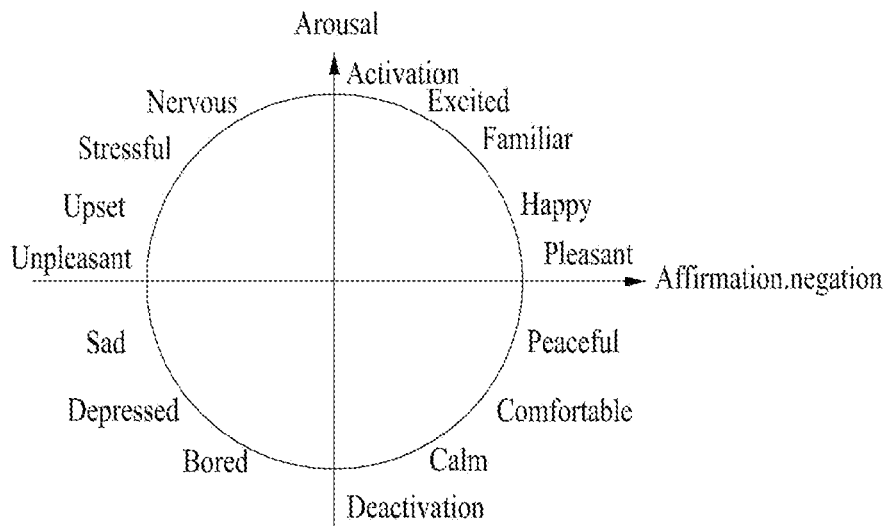 Arousal
Activation
Nervous
Excited
Stressful
Familiar
Upset
Happy
Unpleasant
Pleasant
Affirmation.negation
Sad
Peaceful
Depressed
Comfortable
Bored
Calm
Deactivation